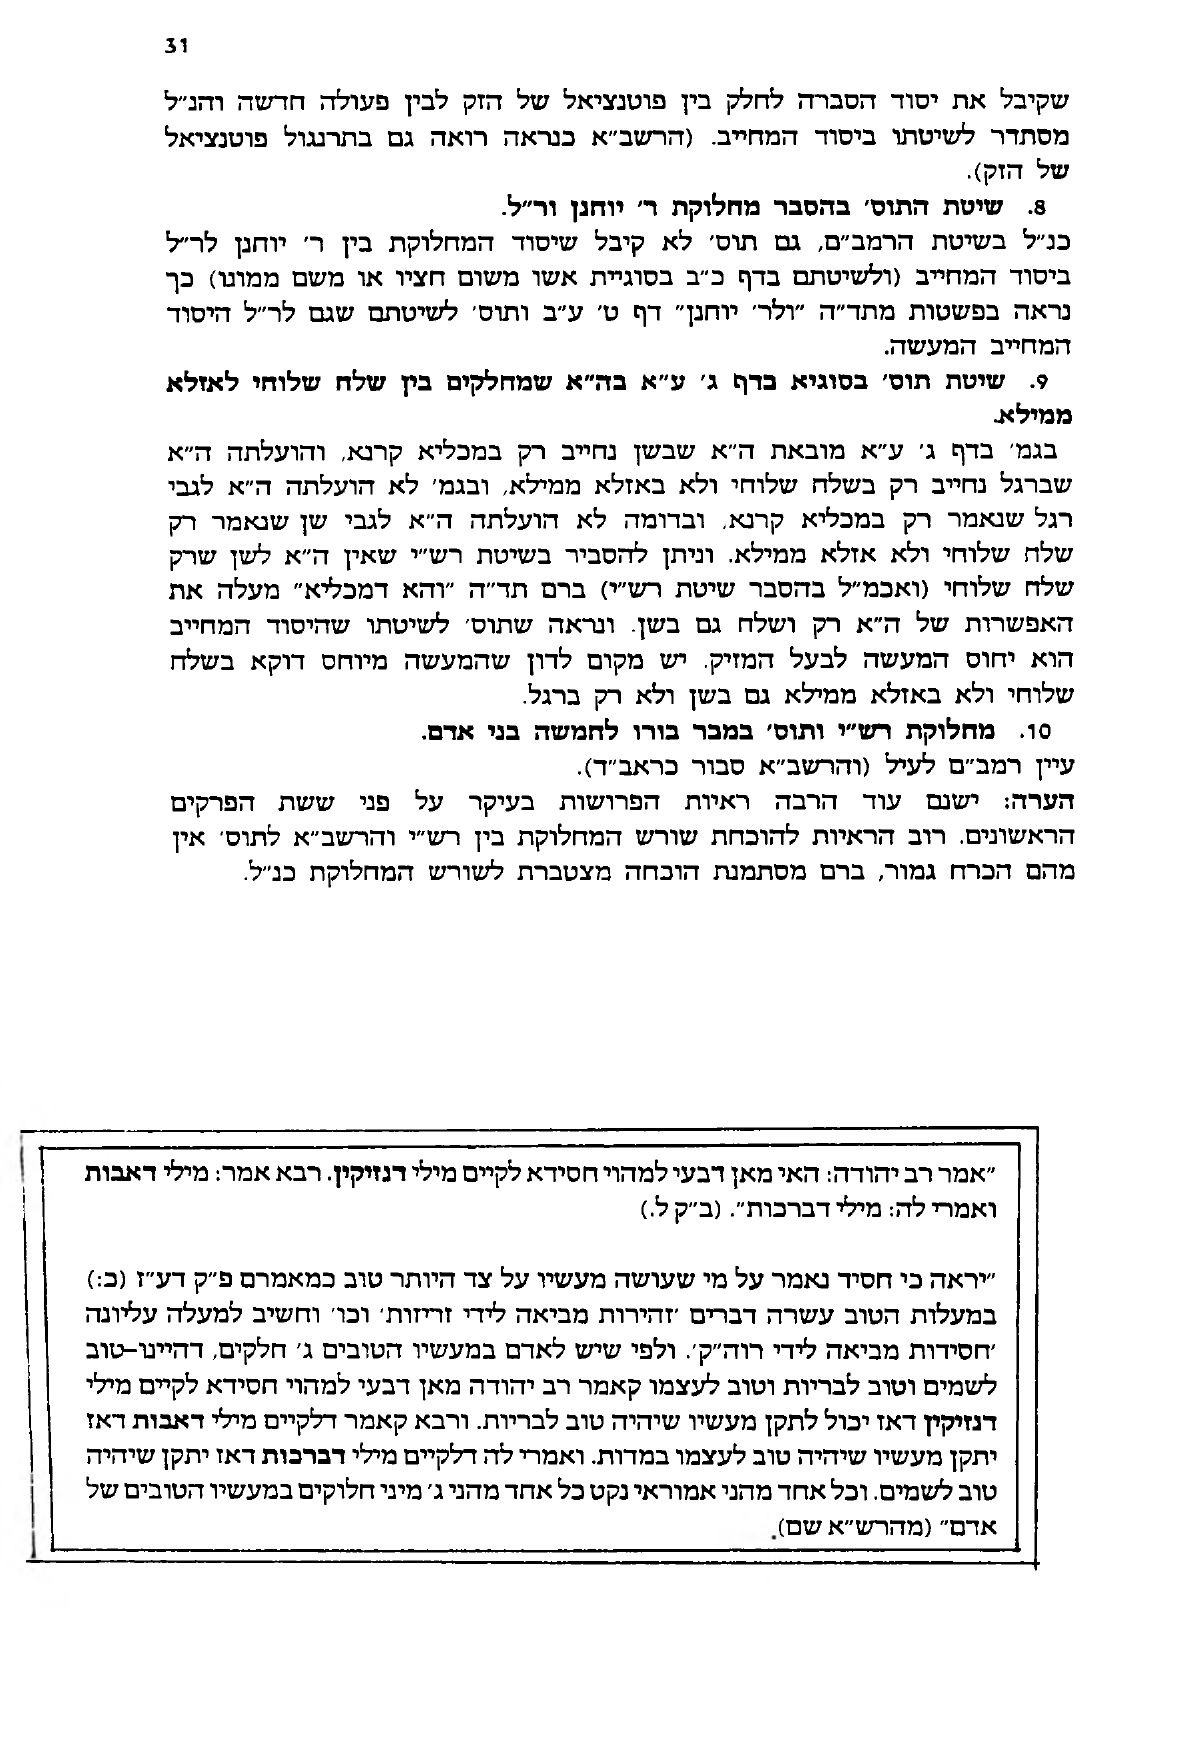 31
שקיבל את יסוד הסברה לחלק בין פוטנציאל של הזק לבין פעולה חדשה והנ״ל
מסתדר לשיטתו ביסוד המחייב. (הרשב״א כנראה רואה גם בתרנגול פוטנציאל
של הזק).
8. שיטת התוס׳ בהסבר מחלוקת ר׳ יוחנן ור״ל.
כנ״ל בשיטת הרמב״ם, גם תוס׳ לא קיבל שיסוד המחלוקת בין ר׳ יוחנן לר״ל
ביסוד המחייב (ולשיטתם בדף כ״ב בסוגיית אשו משום חציו או משם ממונו) כך
נראה בפשטות מתד״ה ״ולר׳ יוחנן״ דף ט׳ ע״ב ותוס׳ לשיטתם שגם לר״ל היסוד
המחייב המעשה.
9. שיטת תוס׳ בסוגיא בדף ג׳ ע״א בה״א שמחלקים בין שלח שלוחי לאזלא
ממילא.
בגמ׳ בדף ג׳ ע״א מובאת ה״א שבשן נחייב רק במכליא קרנא, והועלתה ה״א
שברגל נחייב רק בשלח שלוחי ולא באזלא ממילא, ובגמ׳ לא הועלתה ה״א לגבי
רגל שנאמר רק במכליא קרנא, ובדומה לא הועלתה ה״א לגבי שן שנאמר רק
שלח שלוחי ולא אזלא ממילא. וניתן להסביר בשיטת רש״י שאין ה״א לשן שרק
שלח שלוחי (ואכמ״ל בהסבר שיטת רש״י) ברם תד״ה ״והא דמכליא״ מעלה את
האפשרות של ה״א רק ושלח גם בשן. ונראה שתוס׳ לשיטתו שהיסוד המחייב
הוא יחוס המעשה לבעל המזיק. יש מקום לדון שהמעשה מיוחס דוקא בשלח
שלוחי ולא באזלא ממילא גם בשן ולא רק ברגל.
10. מחלוקת רש״י ותוס׳ במכר בורו לחמשה בני אדם.
עיין רמב״ם לעיל (והרשב״א סבור כראב״ד).
הערה: ישנם עוד הרבה ראיות הפרושות בעיקר על פני ששת הפרקים
הראשונים. רוב הראיות להוכחת שורש המחלוקת בין רש״י והרשב״א לתוס׳ אין
מהם הכרח גמור, ברם מסתמנת הוכחה מצטברת לשורש המחלוקת כנ״ל.
״אמר רב יהודה: האי מאן דבעי למהוי חסידא לקיים מילי דנזיקין. רבא אמר: מילי דאבות
ואמרי לה: מילי דברכות״. (ב״ק ל.)
״יראה כי חסיד נאמר על מי שעושה מעשיו על צד היותר טוב כמאמרם פ״ק דע״ז (כ:)
במעלות הטוב עשרה דברים ׳זהירות מביאה לידי זריזות׳ וכו׳ וחשיב למעלה עליונה
׳חסידות מביאה לידי רוה״ק׳. ולפי שיש לאדם במעשיו הטובים ג׳ חלקים, דהיינו–טוב
לשמים וטוב לבריות וטוב לעצמו קאמר רב יהודה מאן דבעי למהוי חסידא לקיים מילי
דנזיקין דאז יכול לתקן מעשיו שיהיה טוב לבריות. ורבא קאמר דלקיים מילי דאבות דאז
יתקן מעשיו שיהיה טוב לעצמו במדות. ואמרי לה דלקיים מילי דברכות דאז יתקן שיהיה
טוב לשמים. וכל אחד מהני אמוראי נקט כל אחד מהני ג׳ מיני חלוקים במעשיו הטובים של
אדם״ (מהרש״א שם).